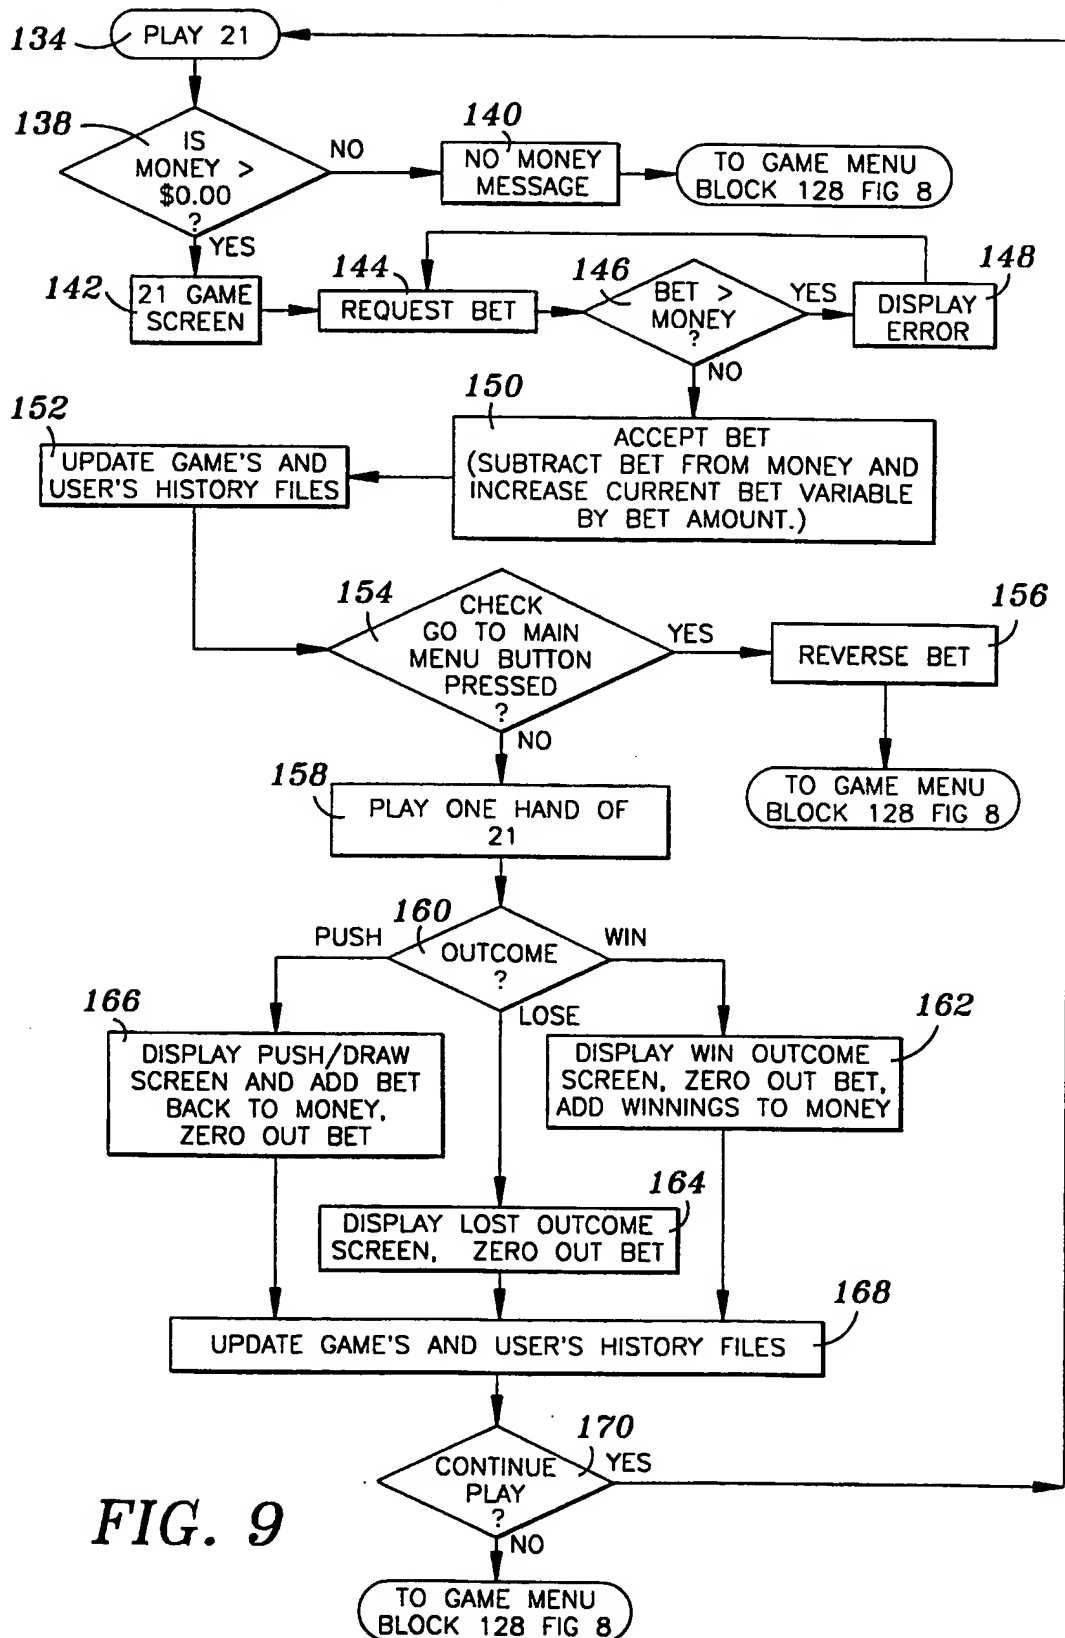 134
PLAY 21
138
IS
MONEY >
$0.00
?
NO
140
NO MONEY
MESSAGE
TO GAME MENU
BLOCK 128 FIG 8
YES
142
21 GAME
SCREEN
144
REQUEST BET
146
BET >
MONEY
?
YES
148
DISPLAY
ERROR
NO
150
ACCEPT BET
(SUBTRACT BET FROM MONEY AND
INCREASE CURRENT BET VARIABLE
BY BET AMOUNT.)
152
UPDATE GAME'S AND
USER'S HISTORY FILES
154
CHECK
GO TO MAIN
MENU BUTTON
PRESSED
?
YES
156
REVERSE BET
TO GAME MENU
BLOCK 128 FIG 8
NO
158
PLAY ONE HAND OF
21
160
OUTCOME
?
PUSH
WIN
LOSE
166
DISPLAY PUSH/DRAW
SCREEN AND ADD BET
BACK TO MONEY,
ZERO OUT BET
162
DISPLAY WIN OUTCOME
SCREEN, ZERO OUT BET,
ADD WINNINGS TO MONEY
164
DISPLAY LOST OUTCOME
SCREEN, ZERO OUT BET
168
UPDATE GAME'S AND USER'S HISTORY FILES
170
CONTINUE
PLAY
?
YES
NO
TO GAME MENU
BLOCK 128 FIG 8
FIG. 9